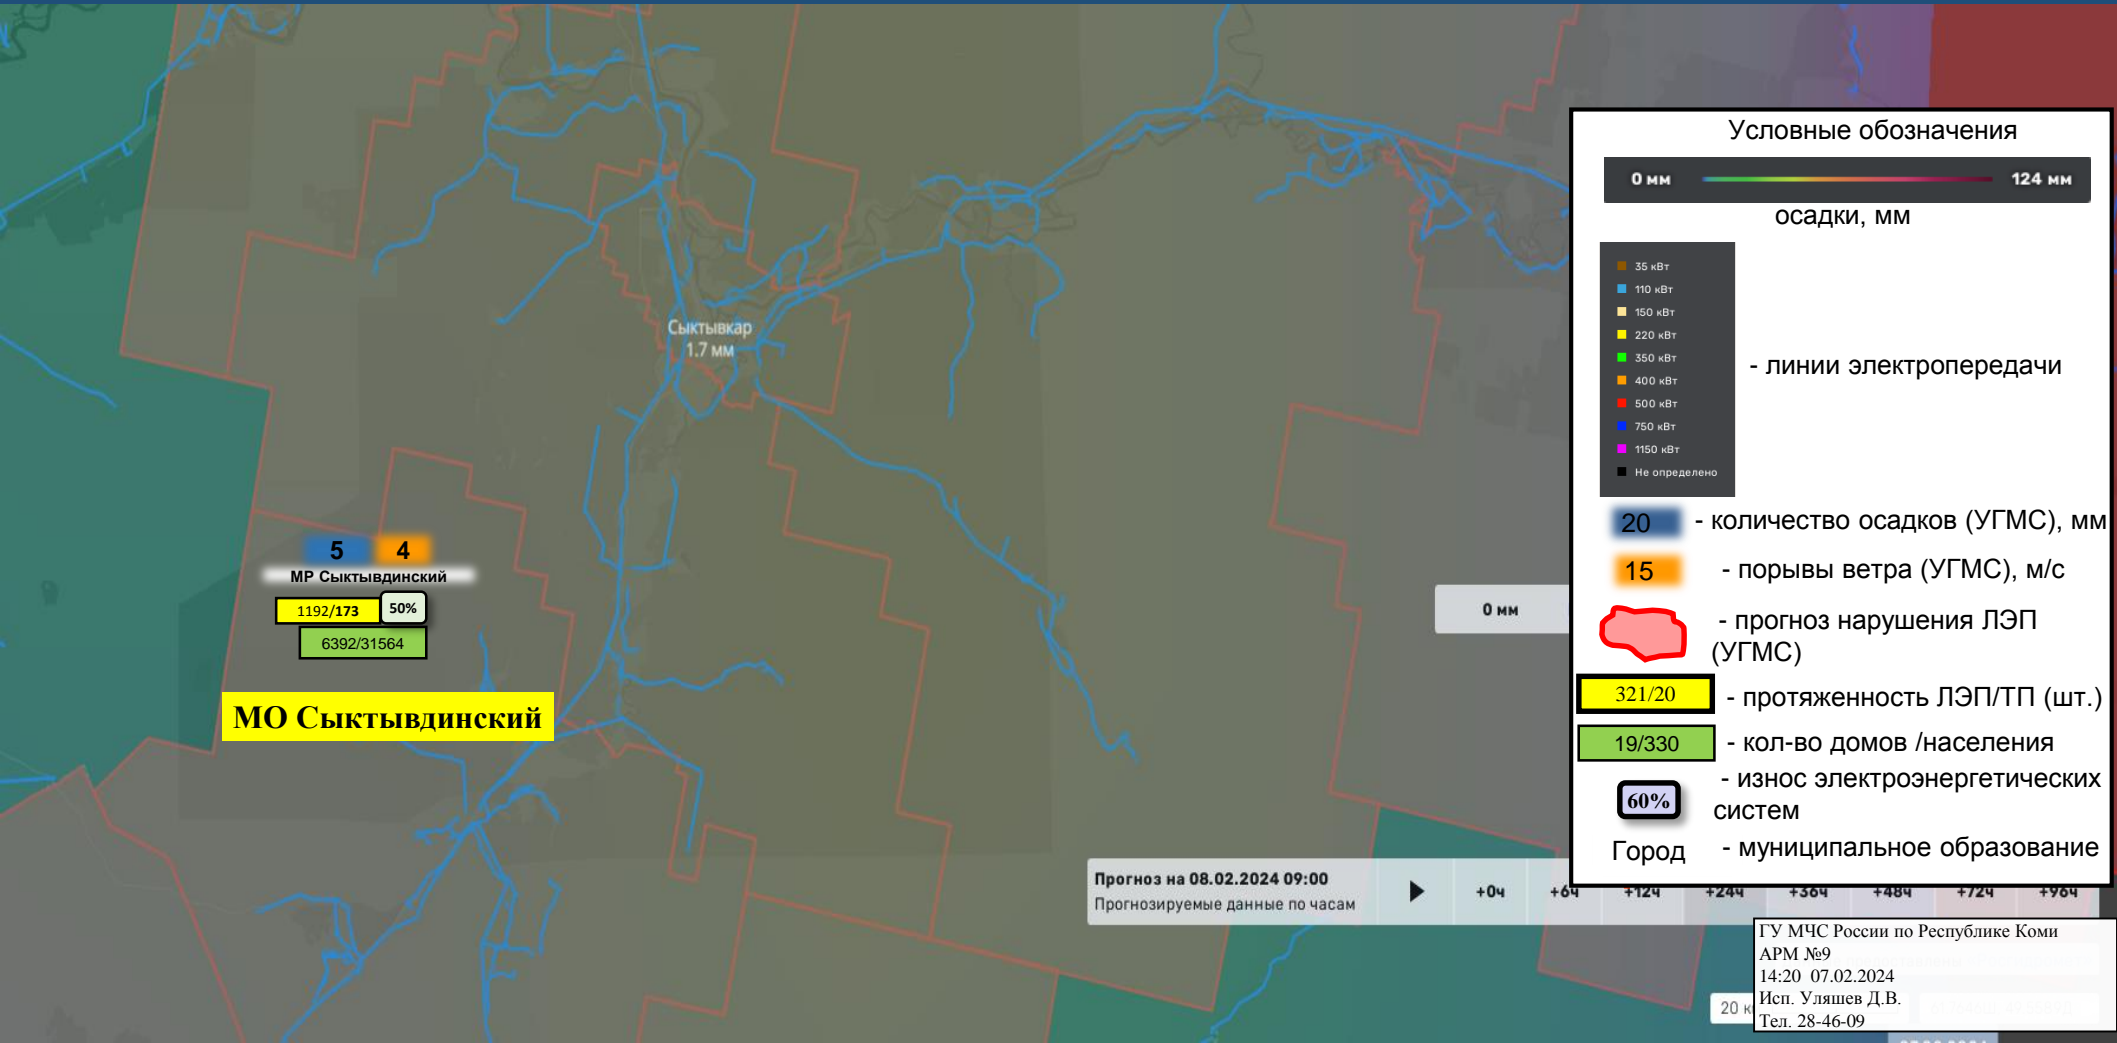 Сыктывкар
1.7 мм
5 4
МР Сыктывдинский
1192/173 50%
6392/31564
МО Сыктывдинский
0 мм
Прогноз на 08.02.2024 09:00
Прогнозируемые данные по часам
+0ч +6ч +12ч +24ч +36ч +48ч +72ч +96ч
Условные обозначения
0 мм 124 мм
осадки, мм
35 кВт
110 кВт
150 кВт
220 кВт
350 кВт
400 кВт
500 кВт
750 кВт
1150 кВт
Не определено
- линии электропередачи
20 - количество осадков (УГМС), мм
15 - порывы ветра (УГМС), м/с
- прогноз нарушения ЛЭП
(УГМС)
321/20 - протяженность ЛЭП/ТП (шт.)
19/330 - кол-во домов /населения
60% - износ электроэнергетических
систем
Город - муниципальное образование
ГУ МЧС России по Республике Коми
АРМ №9
14:20 07.02.2024
Исп. Уляшев Д.В.
Тел. 28-46-09
20